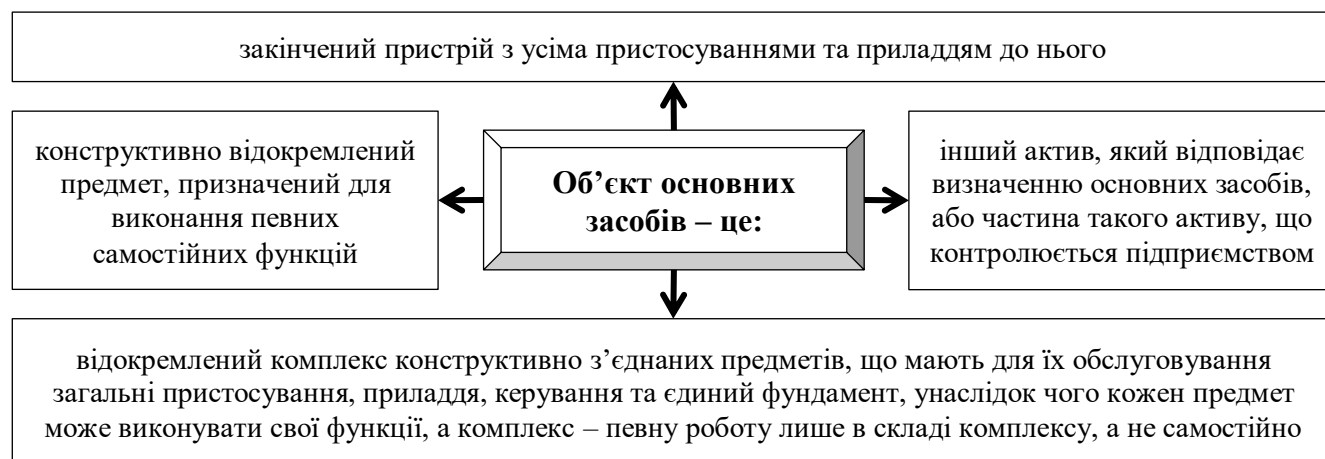 закінчений пристрій з усіма пристосуваннями та приладдям до нього
конструктивно відокремлений
предмет, призначений для
виконання певних
самостійних функцій
Об’єкт основних
засобів – це:
інший актив, який відповідає
визначенню основних засобів,
або частина такого активу, що
контролюється підприємством
відокремлений комплекс конструктивно з’єднаних предметів, що мають для їх обслуговування
загальні пристосування, приладдя, керування та єдиний фундамент, унаслідок чого кожен предмет
може виконувати свої функції, а комплекс – певну роботу лише в складі комплексу, а не самостійно